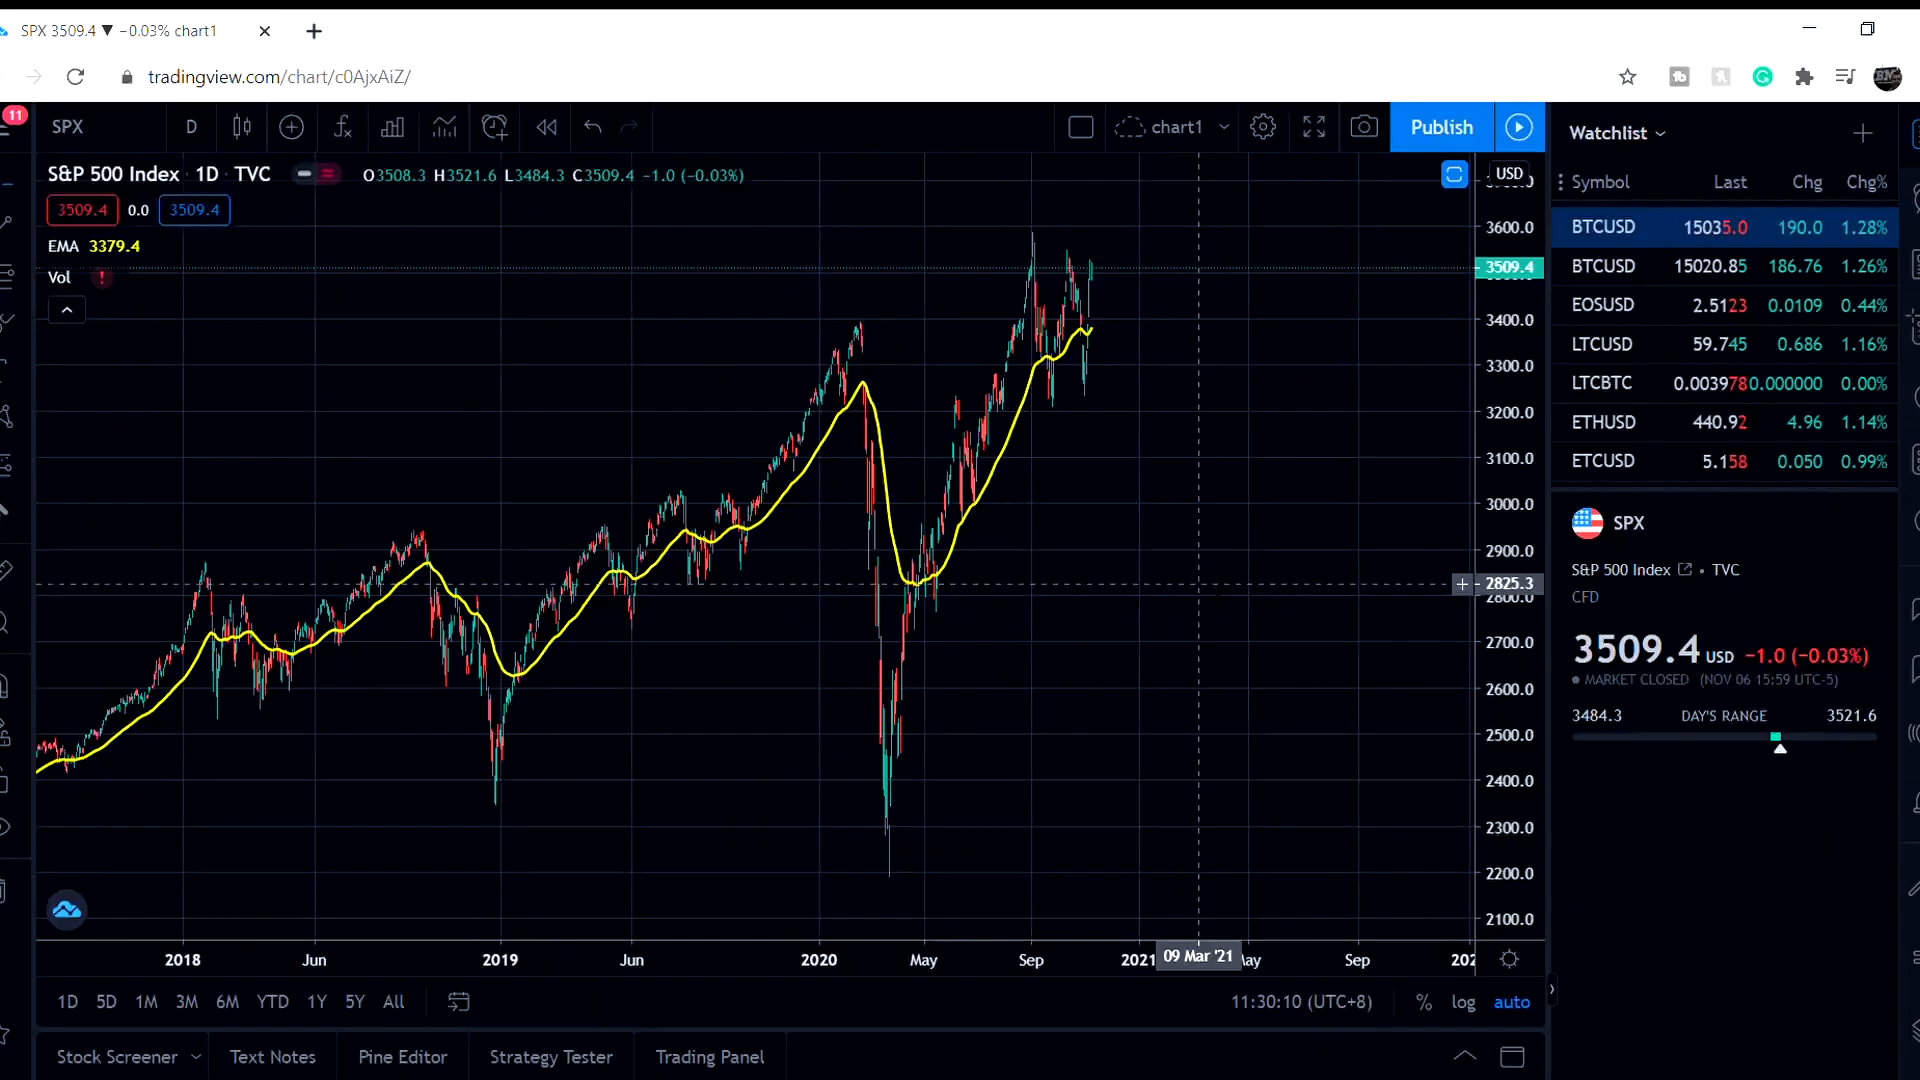 SPX 3509.4 ▼ −0.03% chart1
tradingview.com/chart/c0AjxAiZ/
11
SPX D chart1 Publish
S&P 500 Index · 1D · TVC O3508.3 H3521.6 L3484.3 C3509.4 −1.0 (−0.03%) USD
3509.4 0.0 3509.4
EMA 3379.4
Vol !
3600.0
3509.4
3400.0
3300.0
3200.0
3100.0
3000.0
2900.0
2825.3
2800.0
2700.0
2600.0
2500.0
2400.0
2300.0
2200.0
2100.0
2018 Jun 2019 Jun 2020 May Sep 2021 09 Mar '21 Sep
1D 5D 1M 3M 6M YTD 1Y 5Y All 11:30:10 (UTC+8) % log auto
Stock Screener Text Notes Pine Editor Strategy Tester Trading Panel
Watchlist
Symbol Last Chg Chg%
BTCUSD 15035.0 190.0 1.28%
BTCUSD 15020.85 186.76 1.26%
EOSUSD 2.5123 0.0109 0.44%
LTCUSD 59.745 0.686 1.16%
LTCBTC 0.003978 0.000000 0.00%
ETHUSD 440.92 4.96 1.14%
ETCUSD 5.158 0.050 0.99%
SPX
S&P 500 Index • TVC
CFD
3509.4 USD −1.0 (−0.03%)
MARKET CLOSED (NOV 06 15:59 UTC-5)
3484.3 DAY'S RANGE 3521.6